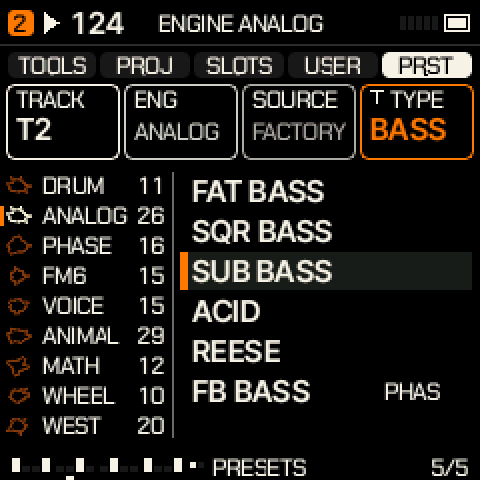 2 124 ENGINE ANALOG
TOOLS PROJ SLOTS USER PRST
TRACK ENG SOURCE T TYPE
T2 ANALOG FACTORY BASS
DRUM 11
ANALOG 26
PHASE 16
FM6 15
VOICE 15
ANIMAL 29
MATH 12
WHEEL 10
WEST 20
FAT BASS
SQR BASS
SUB BASS
ACID
REESE
FB BASS PHAS
PRESETS 5/5